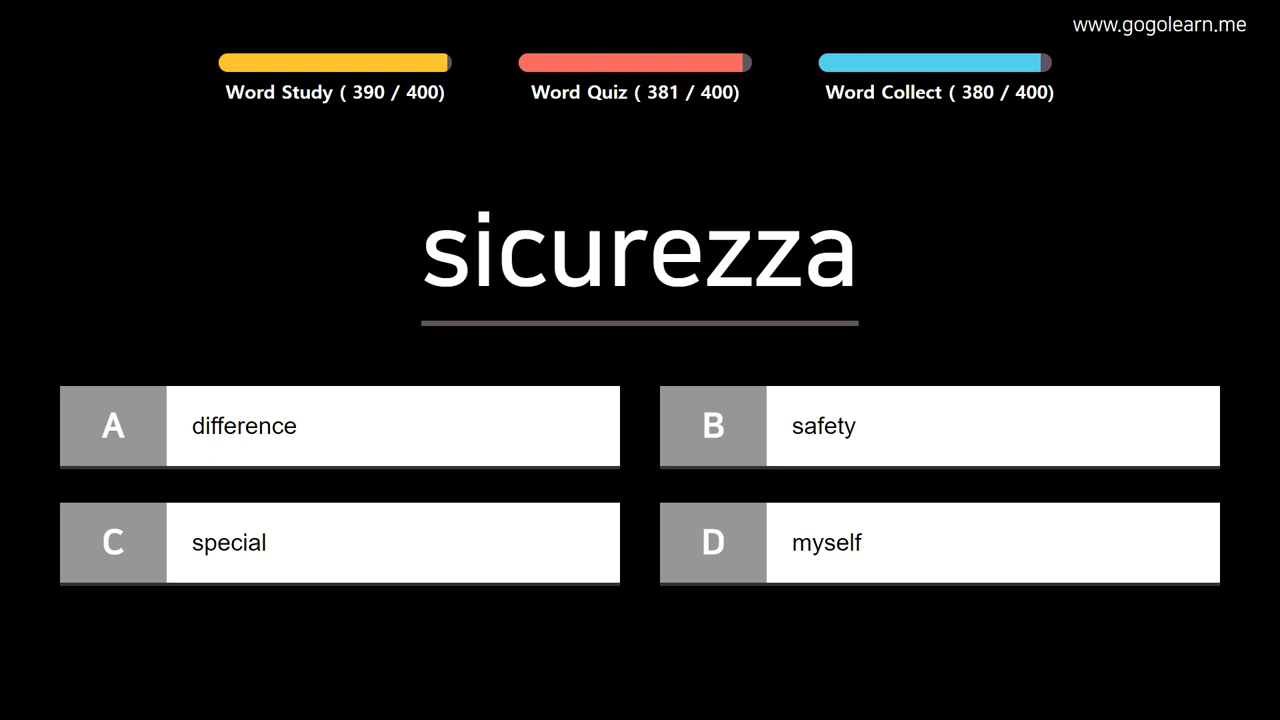 www.gogolearn.me
Word Study ( 390 / 400)
Word Quiz ( 381 / 400)
Word Collect ( 380 / 400)
sicurezza
A difference
B safety
C special
D myself